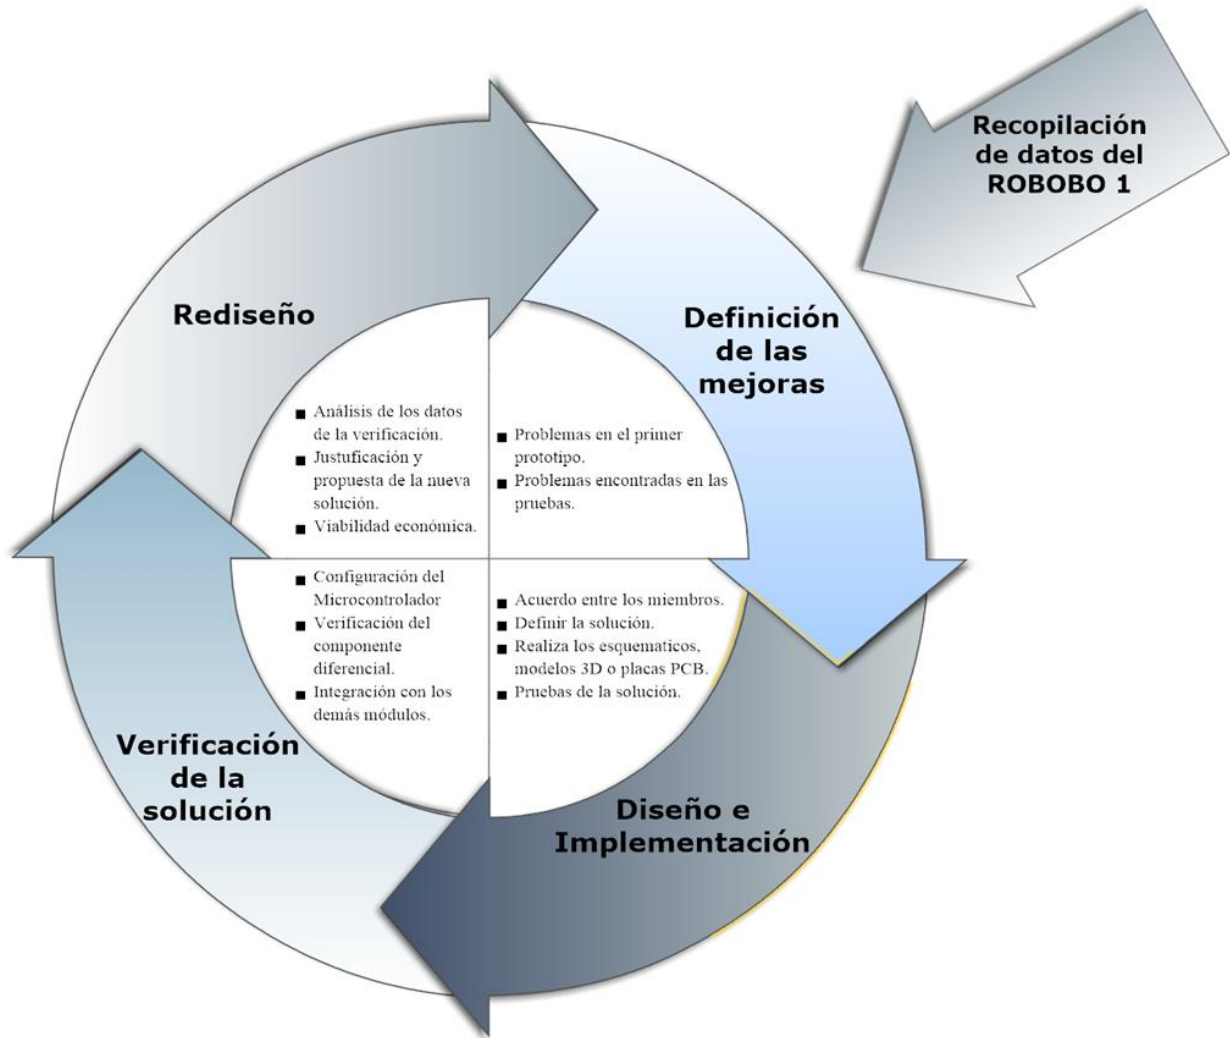 Recopilación
de datos del
ROBOBO 1
Rediseño
Definición
de las
mejoras
■ Análisis de los datos
de la verificación.
■ Justuficación y
propuesta de la nueva
solución.
■ Viabilidad económica.
■ Problemas en el primer
prototipo.
■ Problemas encontradas en las
pruebas.
■ Configuración del
Microcontrolador
■ Verificación del
componente
diferencial.
■ Integración con los
demás módulos.
■ Acuerdo entre los miembros.
■ Definir la solución.
■ Realiza los esquematicos,
modelos 3D o placas PCB.
■ Pruebas de la solución.
Verificación
de la
solución
Diseño e
Implementación